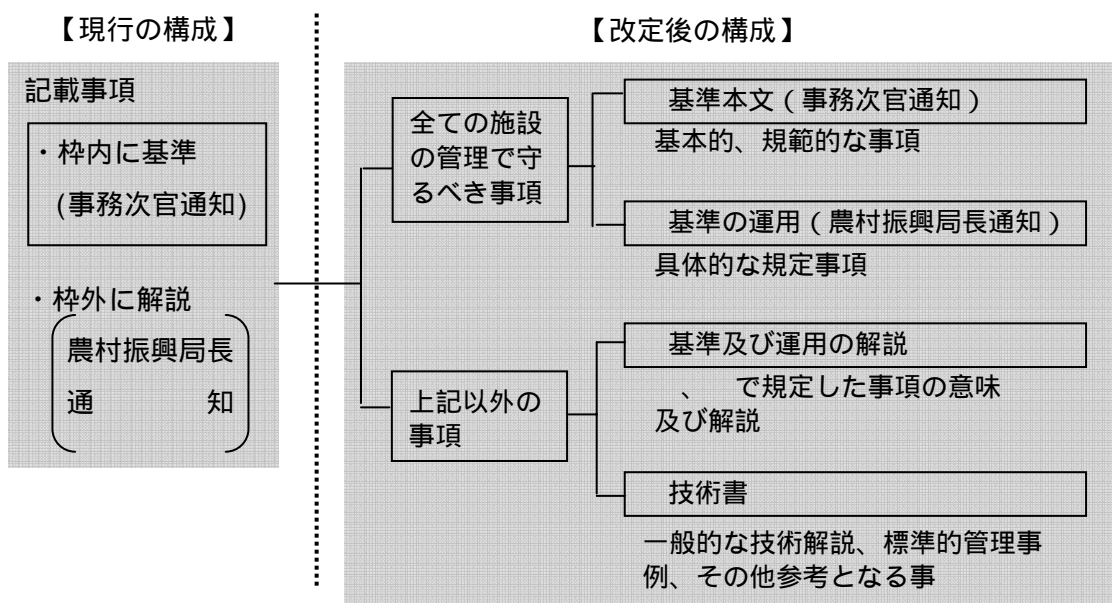 【現行の構成】
記載事項
・枠内に基準
(事務次官通知)
・枠外に解説
農村振興局長
通　　　　知
【改定後の構成】
全ての施設
の管理で守
るべき事項
基準本文（事務次官通知）
基本的、規範的な事項
基準の運用（農村振興局長通知）
具体的な規定事項
上記以外の
事項
基準及び運用の解説
、　で規定した事項の意味
及び解説
技術書
一般的な技術解説、標準的管理事
例、その他参考となる事